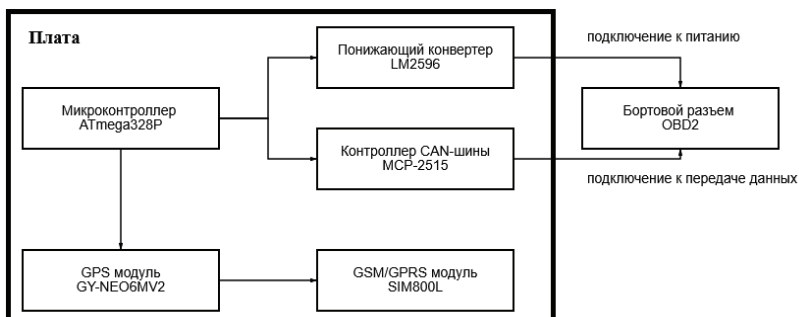 Плата
Понижающий конвертер
LM2596
подключение к питанию
Микроконтроллер
ATmega328P
Бортовой разъем
OBD2
Контроллер CAN-шины
MCP-2515
подключение к передаче данных
GPS модуль
GY-NEO6MV2
GSM/GPRS модуль
SIM800L